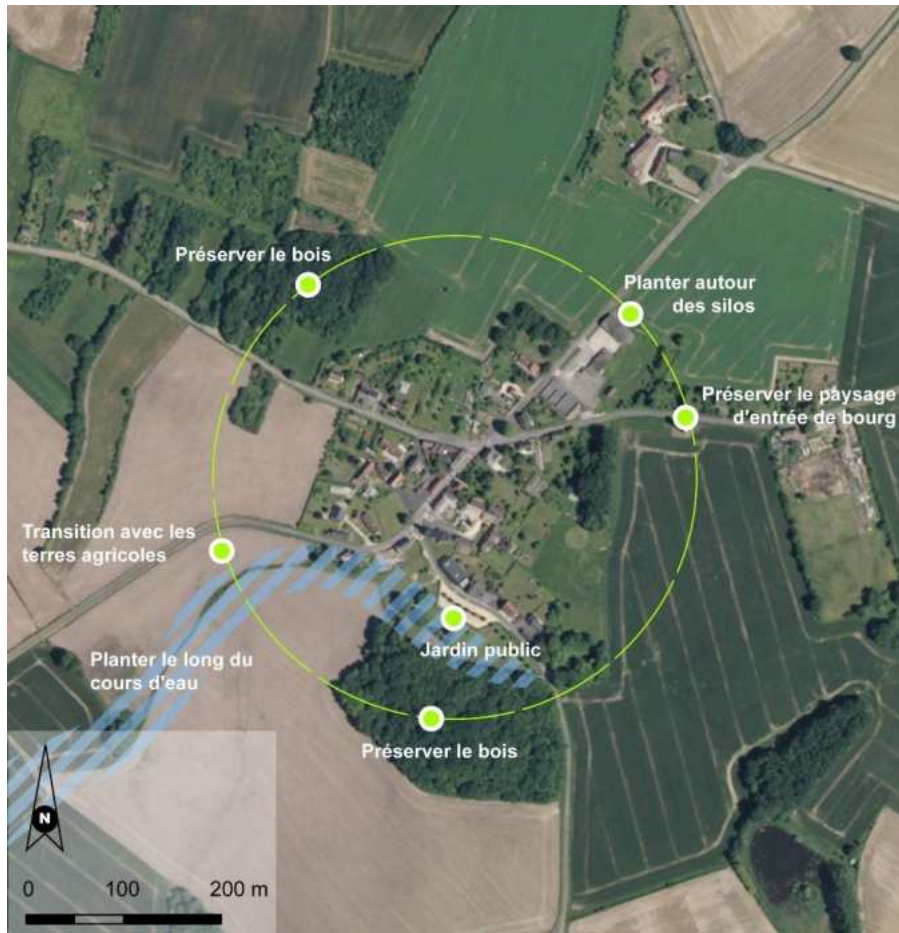 Préserver le bois
Planter autour
des silos
Préserver le paysage
d'entrée de bourg
Transition avec les
terres agricoles
Jardin public
Planter le long du
cours d'eau
Préserver le bois
N
0 100 200 m